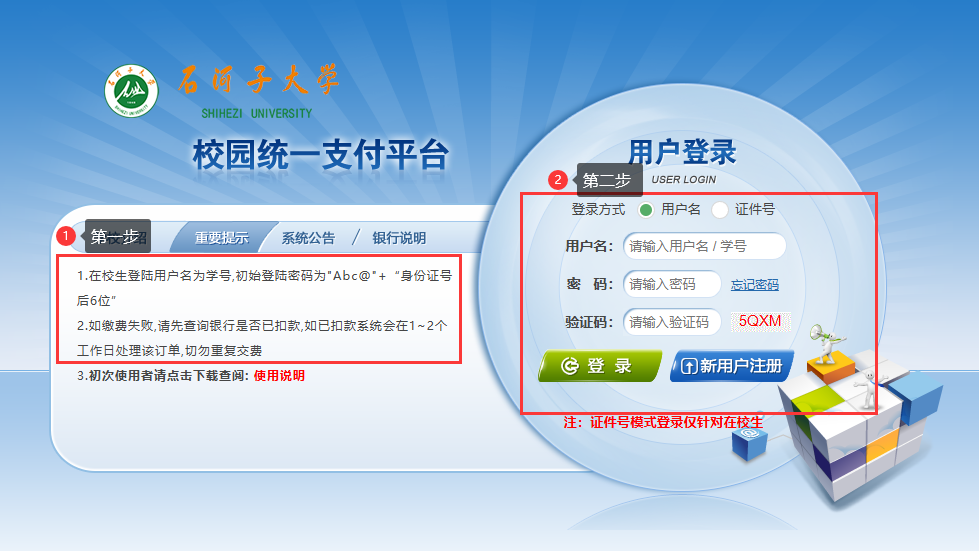 石河子大学
SHIHEZI UNIVERSITY
校园统一支付平台
1 第一步
重要提示 系统公告 / 银行说明
1.在校生登陆用户名为学号,初始登陆密码为"Abc@"+“身份证号
后6位”
2.如缴费失败,请先查询银行是否已扣款,如已扣款系统会在1~2个
工作日处理该订单,切勿重复交费
3.初次使用者请点击下载查阅: 使用说明
用户登录
2 第二步
USER LOGIN
登录方式 用户名 证件号
用户名: 请输入用户名 / 学号
密 码: 请输入密码 忘记密码
验证码: 请输入验证码 5QXM
登 录 新用户注册
注: 证件号模式登录仅针对在校生